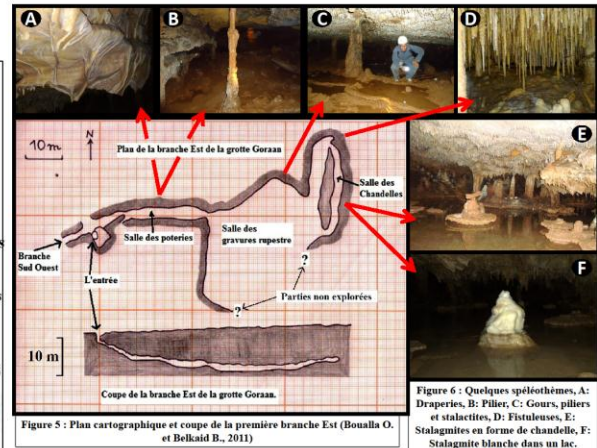 A
B
C
D
10 m
N
Plan de la branche Est de la grotte Goraan
E
Salle des
Chandelles
Salle des poteries
Salle des
gravures rupestre
Branche
Sud Ouest
L'entrée
?
?
Parties non explorées
F
10 m
Coupe de la branche Est de la grotte Goraan.
Figure 5 : Plan cartographique et coupe de la première branche Est (Boualla O.
et Belkaid B., 2011)
Figure 6 : Quelques spéléothèmes, A:
Draperies, B: Pilier, C: Gours, piliers
et stalactites, D: Fistuleuses, E:
Stalagmites en forme de chandelle, F:
Stalagmite blanche dans un lac.